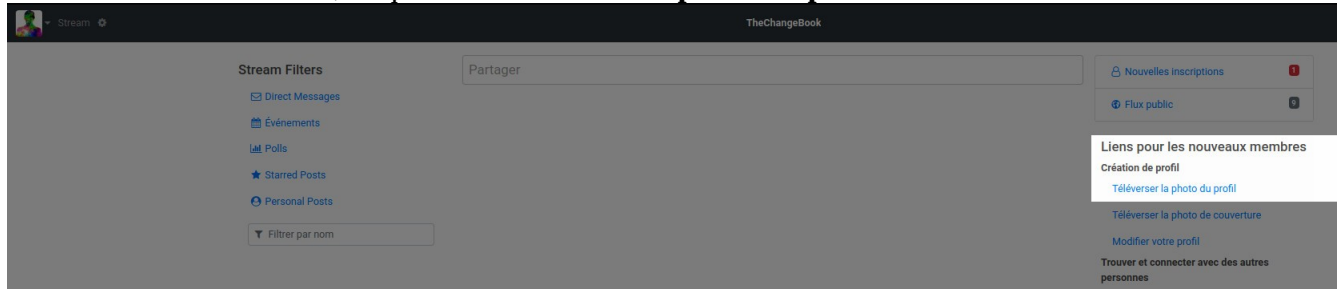 Stream
TheChangeBook
Stream Filters
Direct Messages
Événements
Polls
Starred Posts
Personal Posts
Filtrer par nom
Partager
Nouvelles inscriptions 1
Flux public 9
Liens pour les nouveaux membres
Création de profil
Téléverser la photo du profil
Téléverser la photo de couverture
Modifier votre profil
Trouver et connecter avec des autres
personnes